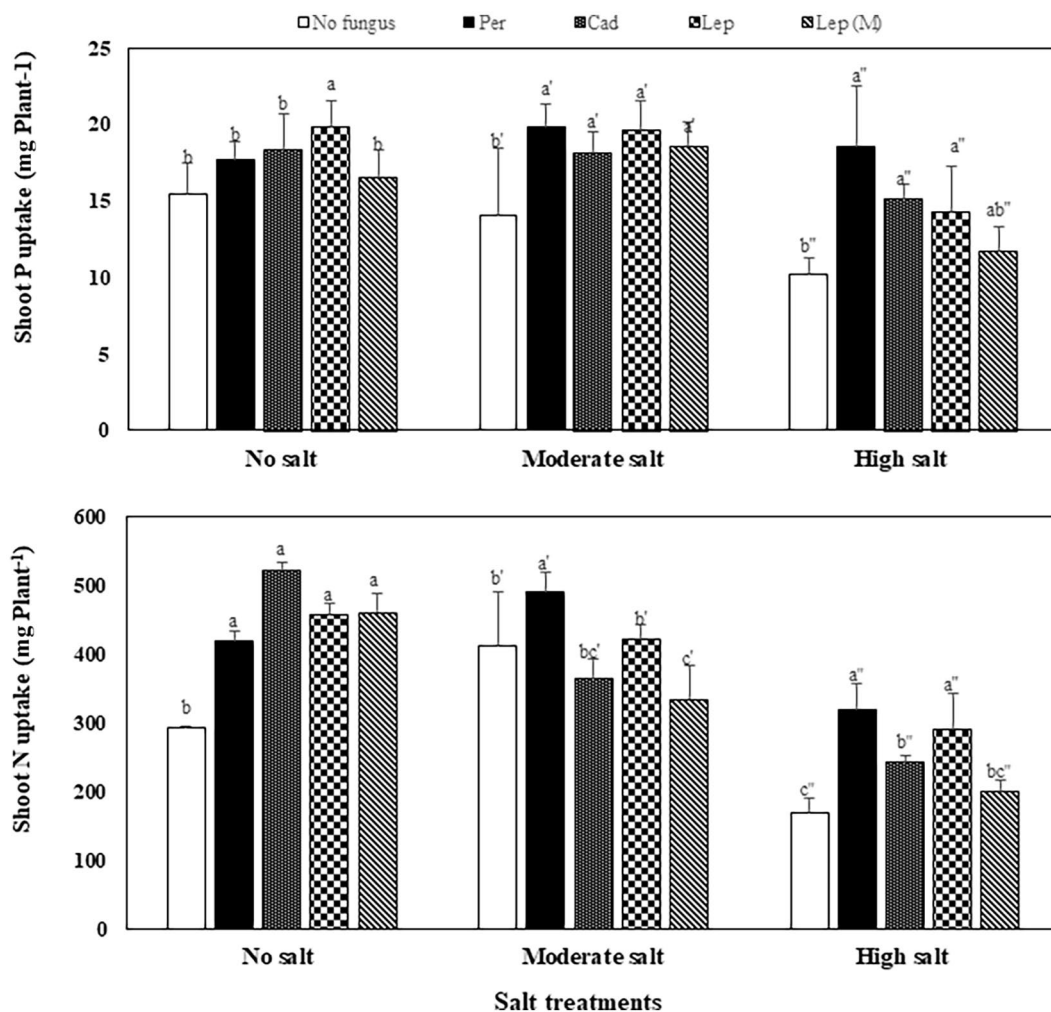 No fungus Per Cad Lep Lep (M)
Shoot P uptake (mg Plant-1)
25
20
15
10
5
0
b b b a b
b' a' a' a' a'
b" a" a" a" ab"
No salt Moderate salt High salt
Shoot N uptake (mg Plant⁻¹)
600
500
400
300
200
100
0
b a a a a
b' a' bc' b' c'
c" a" b" a" bc"
No salt Moderate salt High salt
Salt treatments